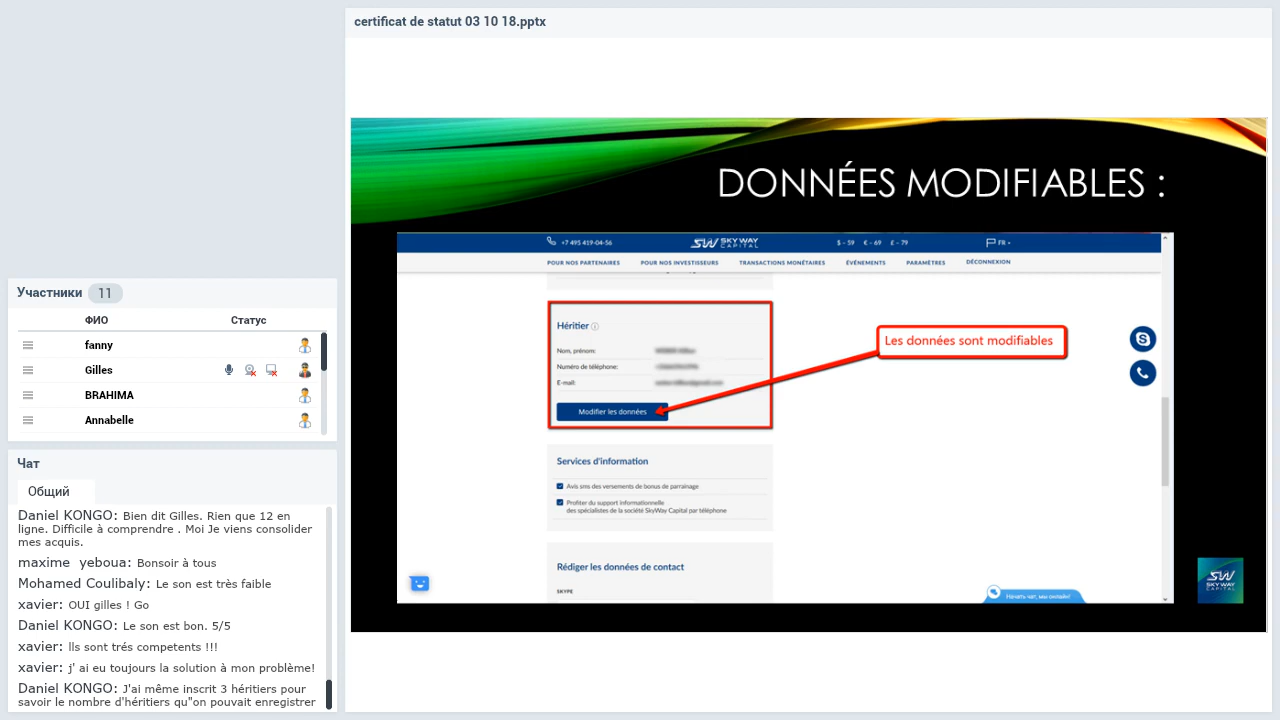 certificat de statut 03 10 18.pptx
DONNÉES MODIFIABLES :
+7 495 419-04-56
SW SKY WAY
CAPITAL
$ – 59 € – 69 £ – 79
FR
POUR NOS PARTENAIRES POUR NOS INVESTISSEURS TRANSACTIONS MONÉTAIRES ÉVÉNEMENTS PARAMÈTRES DÉCONNEXION
Héritier
Nom, prénom:
Numéro de téléphone:
E-mail:
Modifier les données
Les données sont modifiables
Services d'information
Avis sms des versements de bonus de parrainage
Profiter du support informationnelle
des spécialistes de la société SkyWay Capital par téléphone
Rédiger les données de contact
SKYPE
Начать чат, мы онлайн!
SW
SKY WAY
CAPITAL
Участники 11
ФИО Статус
fanny
Gilles
BRAHIMA
Annabelle
Чат
Общий
Daniel KONGO: Bien dit Gilles. Rien que 12 en
igne. Difficile à comprendre . Moi Je viens consolider
mes acquis.
maxime yeboua: Bonsoir à tous
Mohamed Coulibaly: Le son est très faible
xavier: OUI gilles ! Go
Daniel KONGO: Le son est bon. 5/5
xavier: Ils sont trés competents !!!
xavier: j' ai eu toujours la solution à mon problème!
Daniel KONGO: J'ai même inscrit 3 héritiers pour
savoir le nombre d'héritiers qu"on pouvait enregistrer